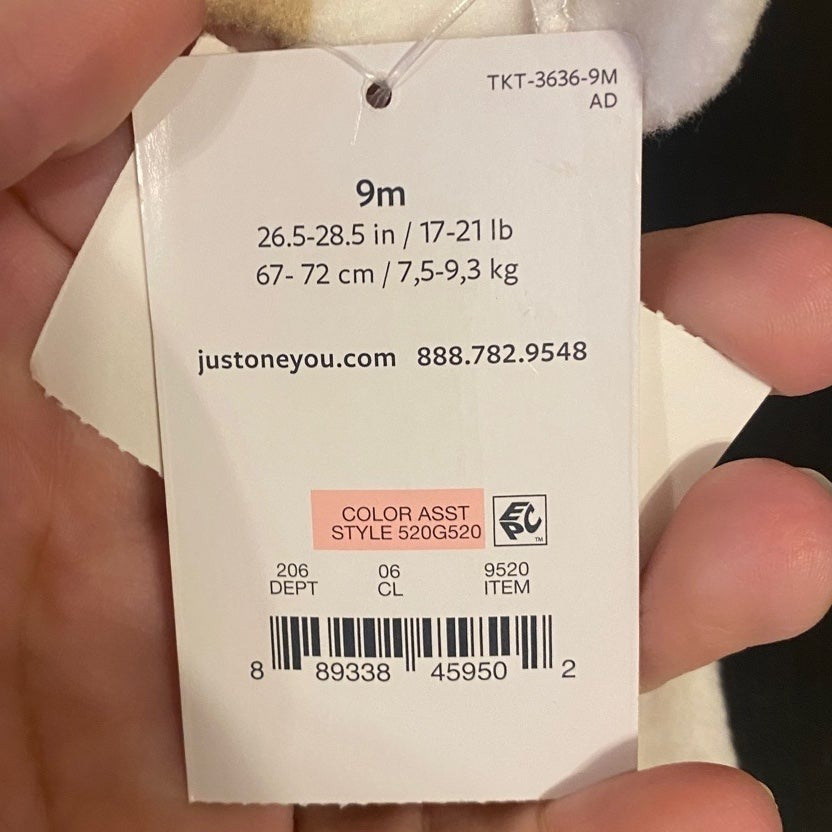 TKT-3636-9M
AD
9m
26.5-28.5 in / 17-21 lb
67- 72 cm / 7,5-9,3 kg
justoneyou.com 888.782.9548
COLOR ASST
STYLE 520G520
EPC
TM
206 06 9520
DEPT CL ITEM
8 89338 45950 2